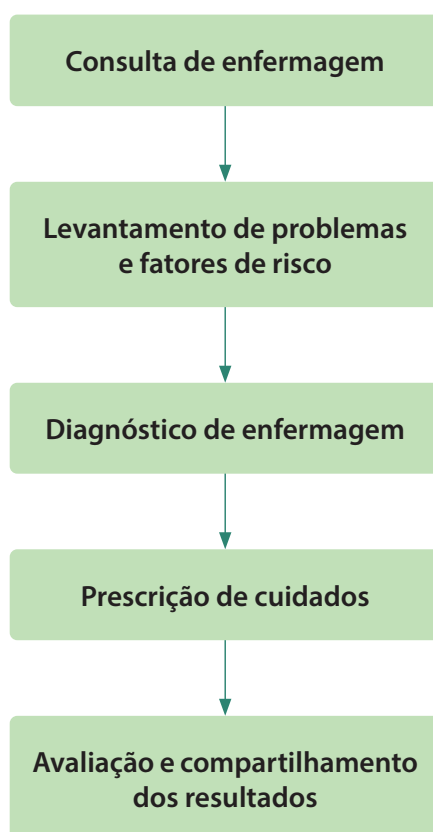 Consulta de enfermagem
Levantamento de problemas
e fatores de risco
Diagnóstico de enfermagem
Prescrição de cuidados
Avaliação e compartilhamento
dos resultados